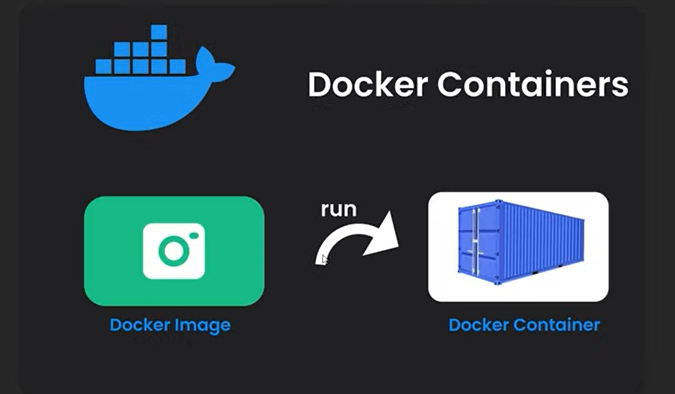 Docker Containers
run
Docker Image
Docker Container